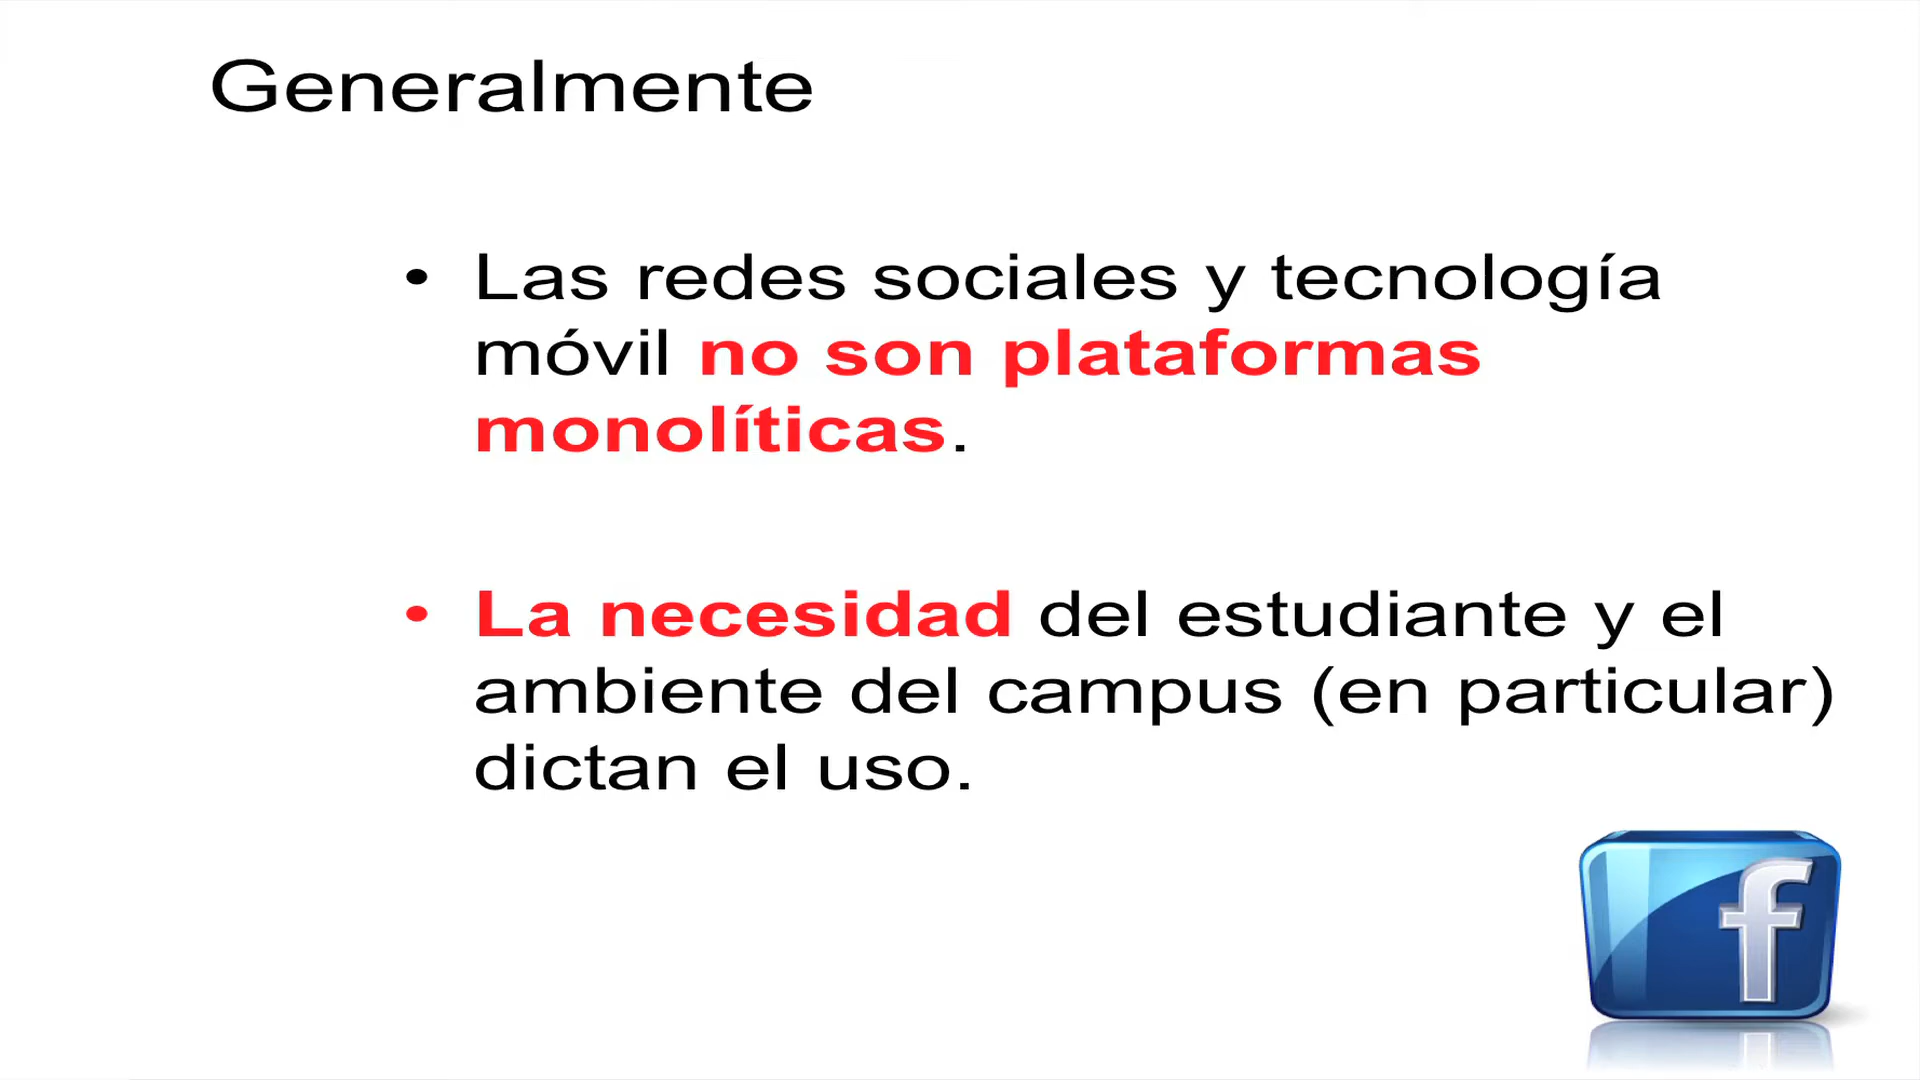 Generalmente
• Las redes sociales y tecnología
móvil no son plataformas
monolíticas.
• La necesidad del estudiante y el
ambiente del campus (en particular)
dictan el uso.
f